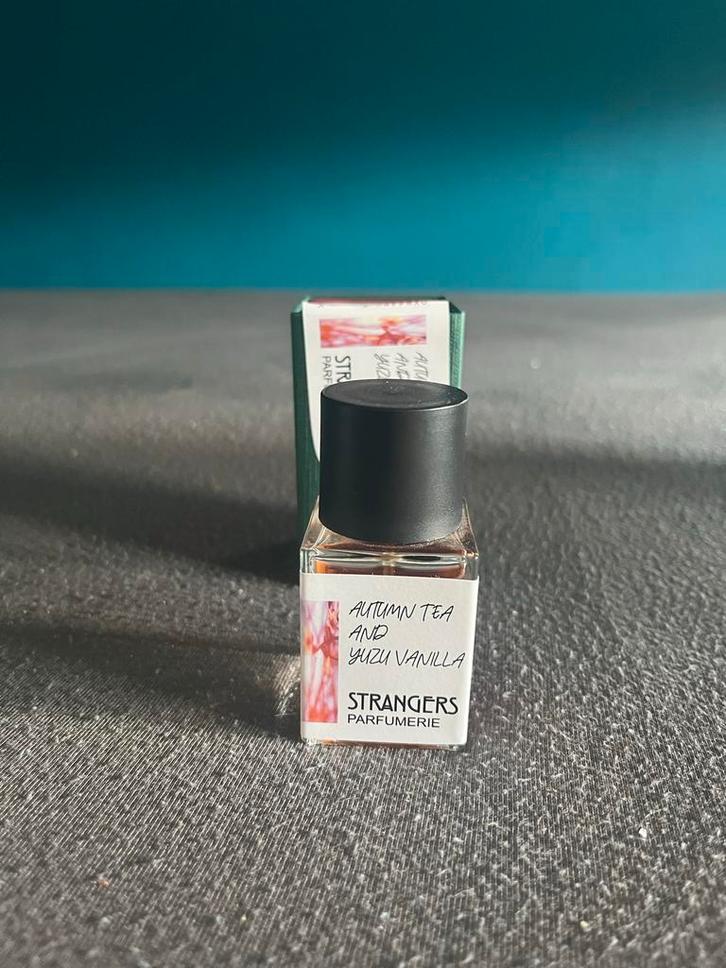 AUTUMN TEA
AND
YUZU VANILLA
STRANGERS
PARFUMERIE